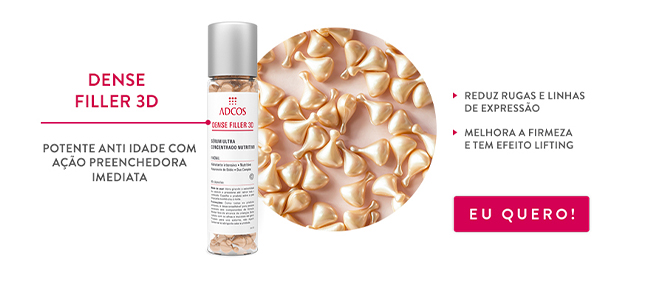 DENSE
FILLER 3D
POTENTE ANTI IDADE COM
AÇÃO PREENCHEDORA
IMEDIATA
ADCOS
DENSE FILLER 3D
SÉRUM ULTRA
CONCENTRADO NUTRITIVO
REDUZ RUGAS E LINHAS
DE EXPRESSÃO
MELHORA A FIRMEZA
E TEM EFEITO LIFTING
EU QUERO!